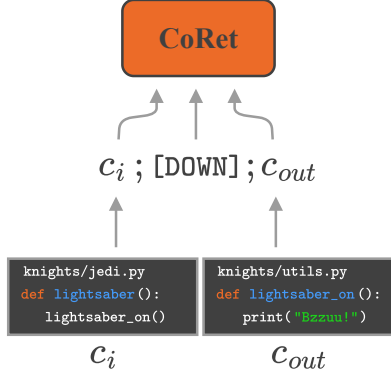 CoRet
c_i ; [DOWN] ; c_out
knights/jedi.py
def lightsaber():
lightsaber_on()
knights/utils.py
def lightsaber_on():
print("Bzzuu!")
c_i
c_out